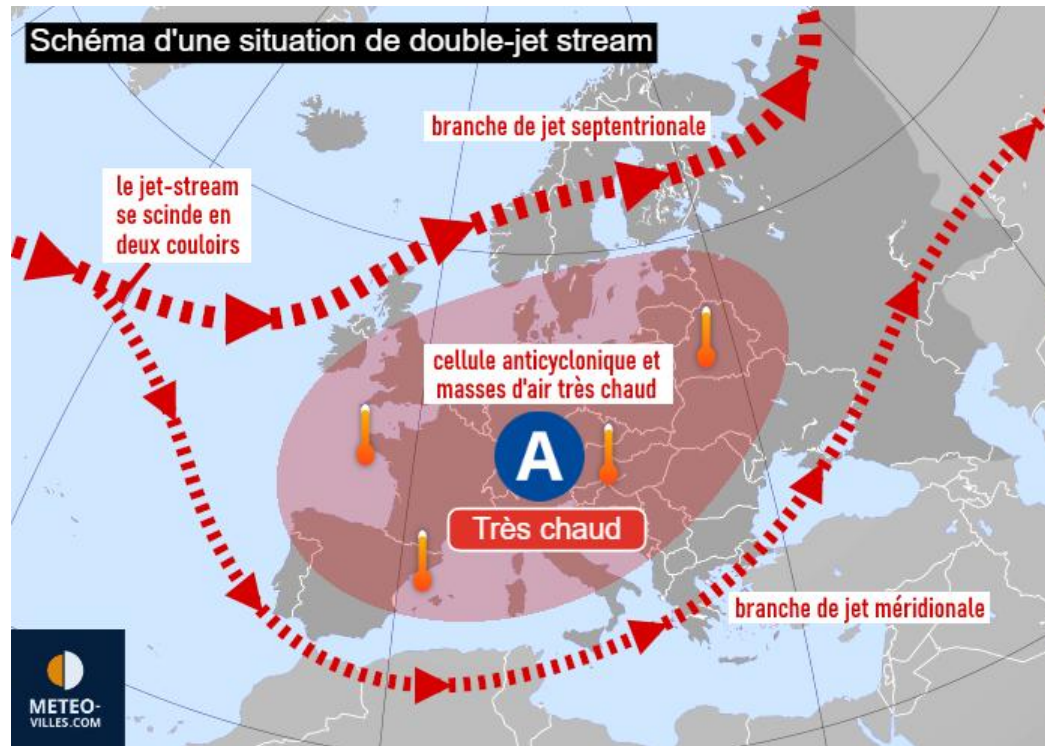 Schéma d'une situation de double-jet stream
branche de jet septentrionale
le jet-stream
se scinde en
deux couloirs
cellule anticyclonique et
masses d'air très chaud
A
Très chaud
branche de jet méridionale
METEO-
VILLES.COM